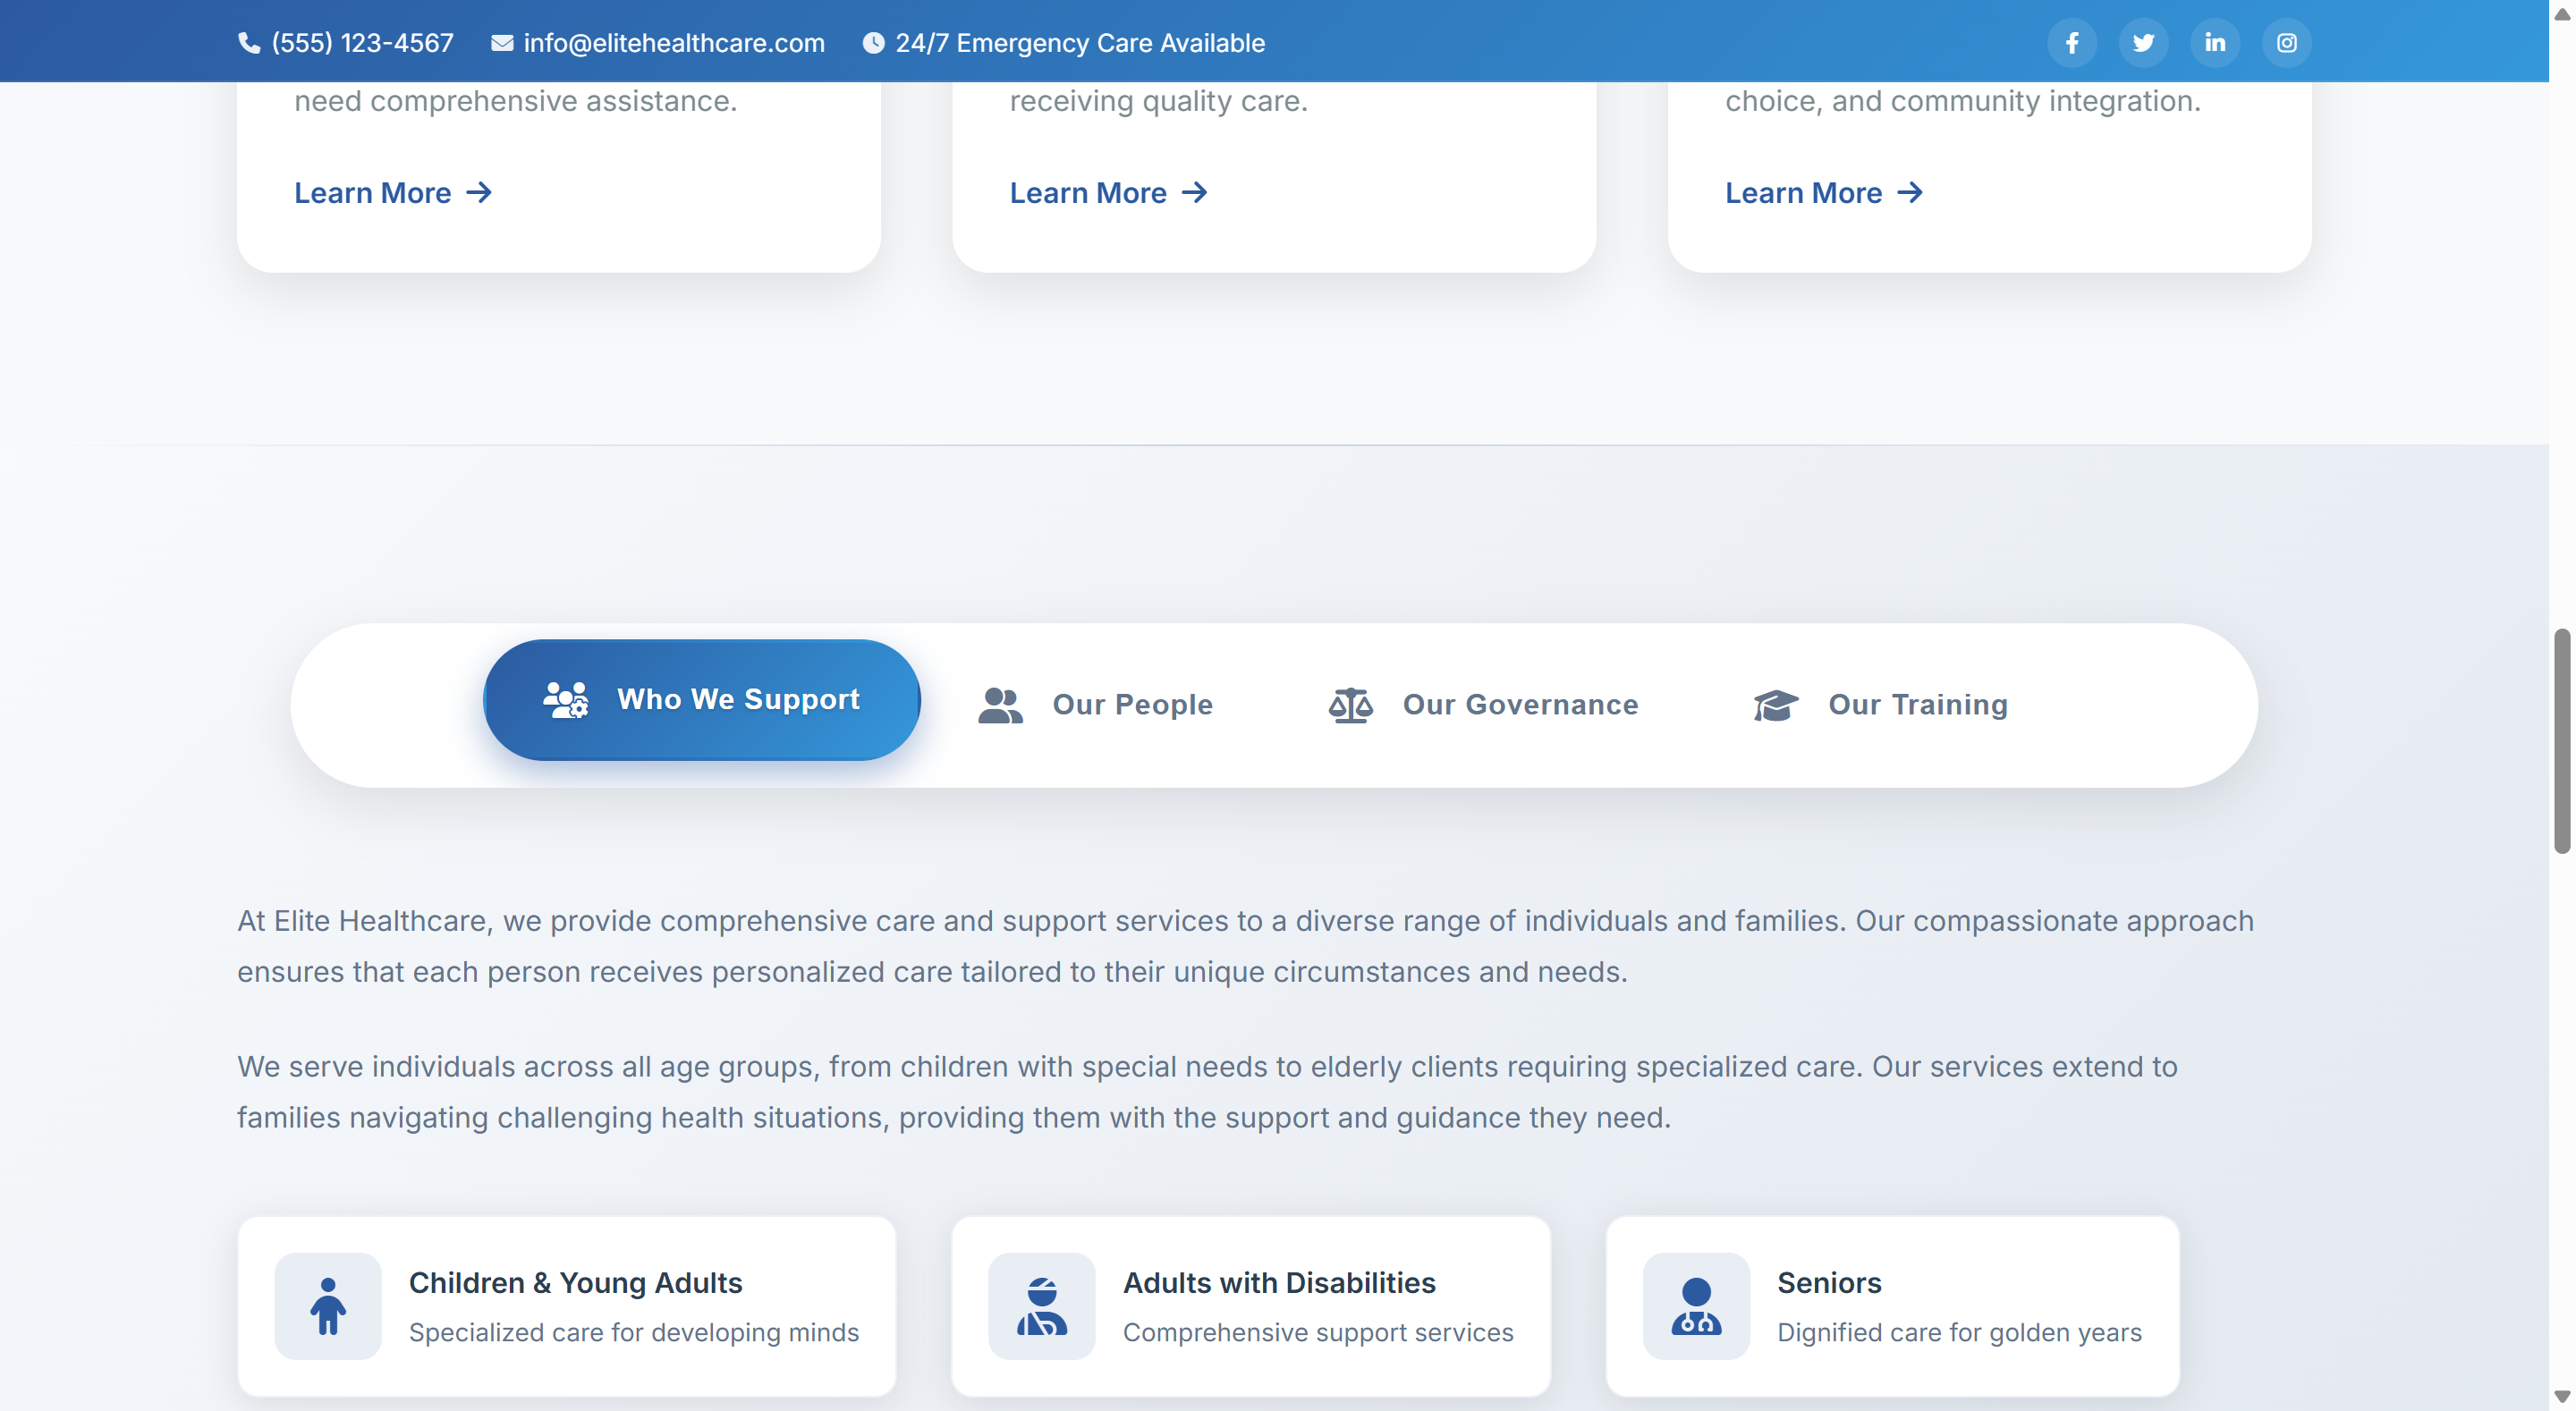 (555) 123-4567
info@elitehealthcare.com
24/7 Emergency Care Available
need comprehensive assistance.
Learn More
receiving quality care.
Learn More
choice, and community integration.
Learn More
Who We Support
Our People
Our Governance
Our Training
At Elite Healthcare, we provide comprehensive care and support services to a diverse range of individuals and families. Our compassionate approach
ensures that each person receives personalized care tailored to their unique circumstances and needs.
We serve individuals across all age groups, from children with special needs to elderly clients requiring specialized care. Our services extend to
families navigating challenging health situations, providing them with the support and guidance they need.
Children & Young Adults
Specialized care for developing minds
Adults with Disabilities
Comprehensive support services
Seniors
Dignified care for golden years